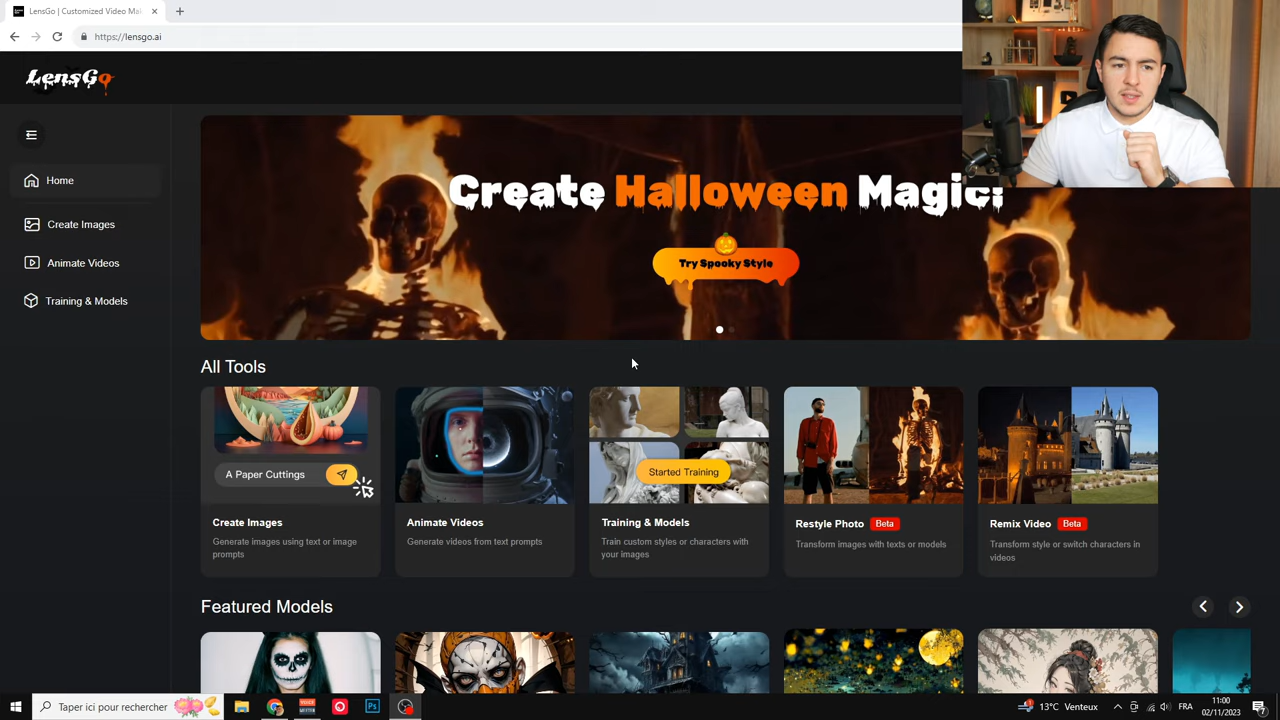 LensGo | Customized Video Ma
https://lensgo.ai
LensGo
Home
Create Images
Animate Videos
Training & Models
Create Halloween Magic!
Try Spooky Style
All Tools
A Paper Cuttings
Started Training
Create Images
Generate images using text or image
prompts
Animate Videos
Generate videos from text prompts
Training & Models
Train custom styles or characters with
your images
Restyle Photo Beta
Transform images with texts or models
Remix Video Beta
Transform style or switch characters in
videos
Featured Models
Taper ici pour rechercher
Ps
13°C Venteux
FRA
11:00
02/11/2023